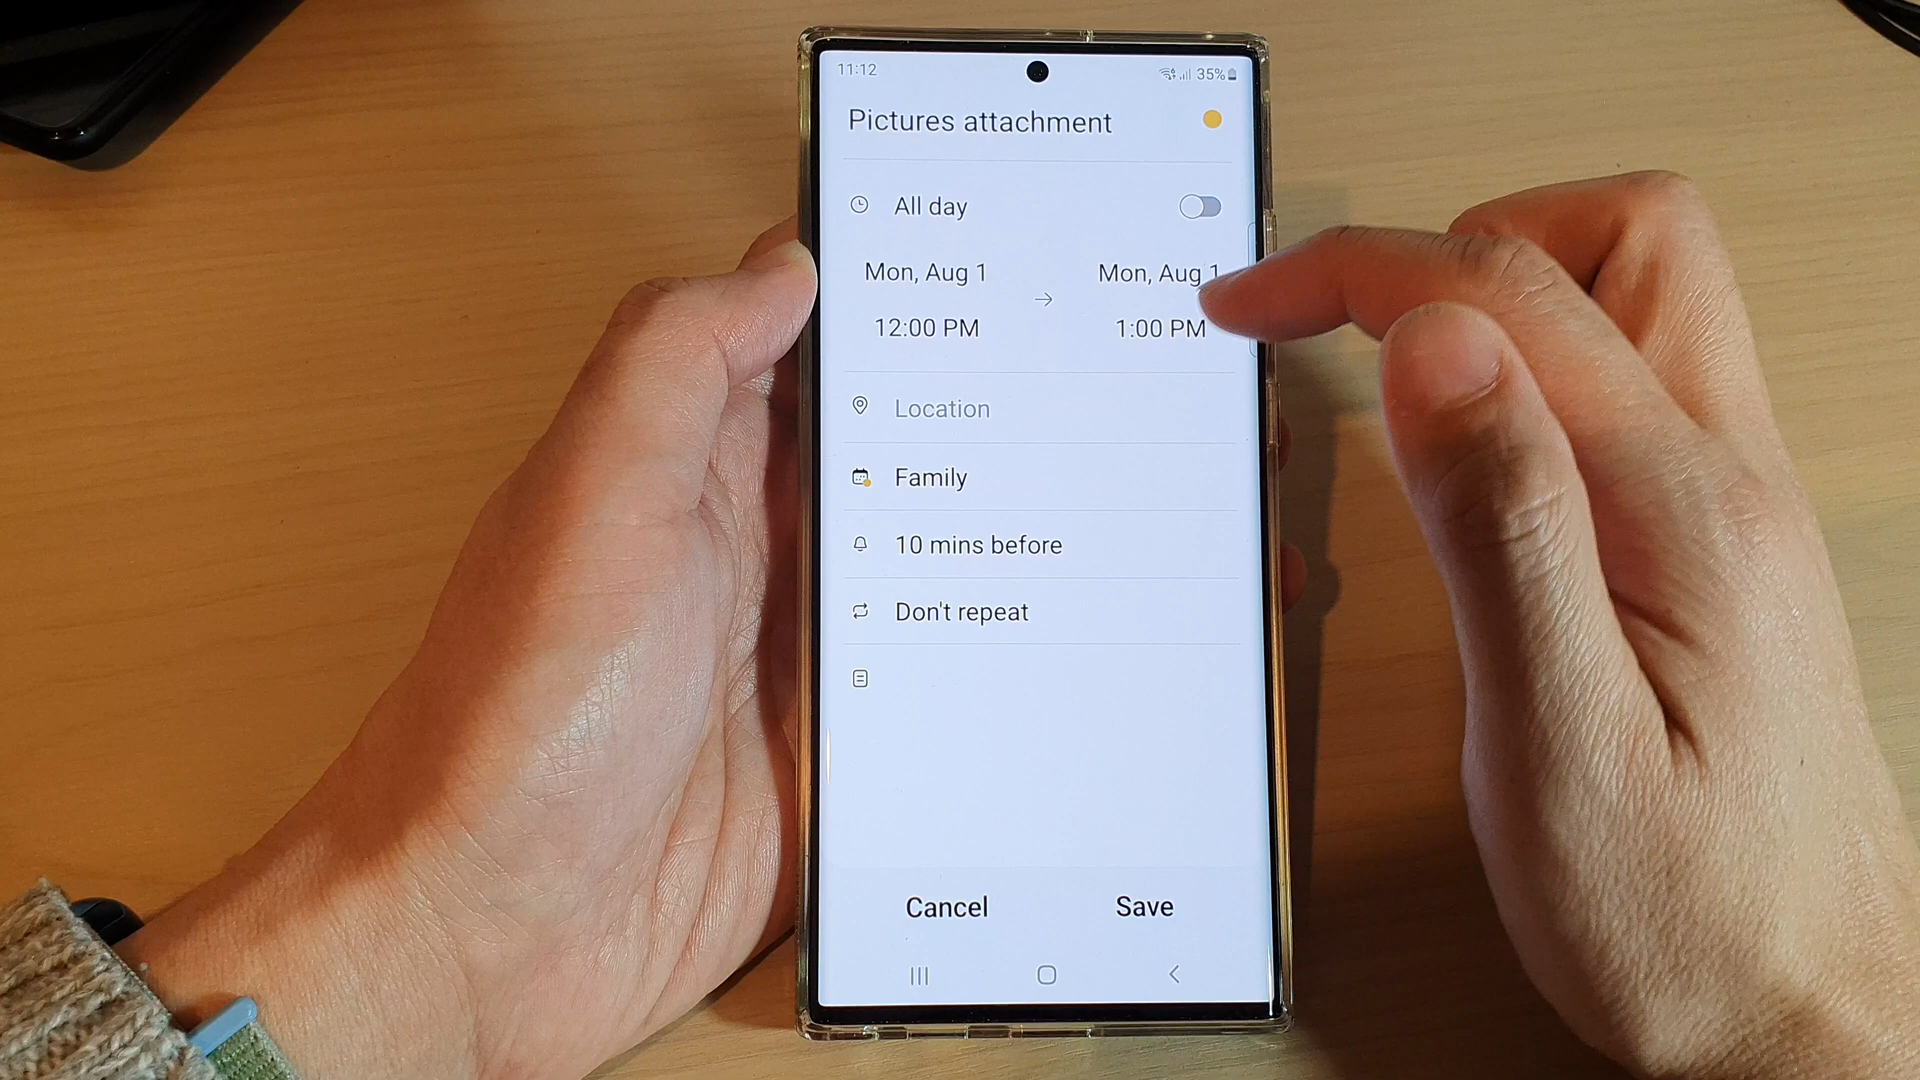 11:12
35%
Pictures attachment
All day
Mon, Aug 1
Mon, Aug 1
12:00 PM
1:00 PM
Location
Family
10 mins before
Don't repeat
Cancel
Save